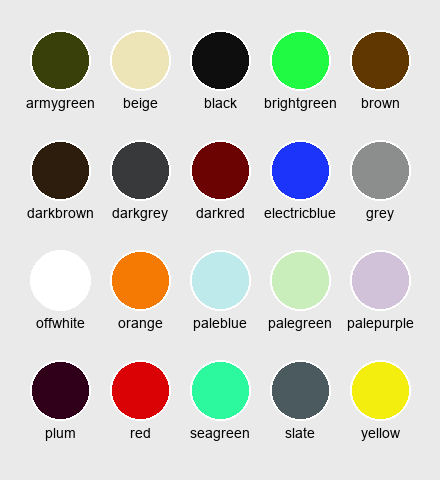 armygreen beige black brightgreen brown
darkbrown darkgrey darkred electricblue grey
offwhite orange paleblue palegreen palepurple
plum red seagreen slate yellow